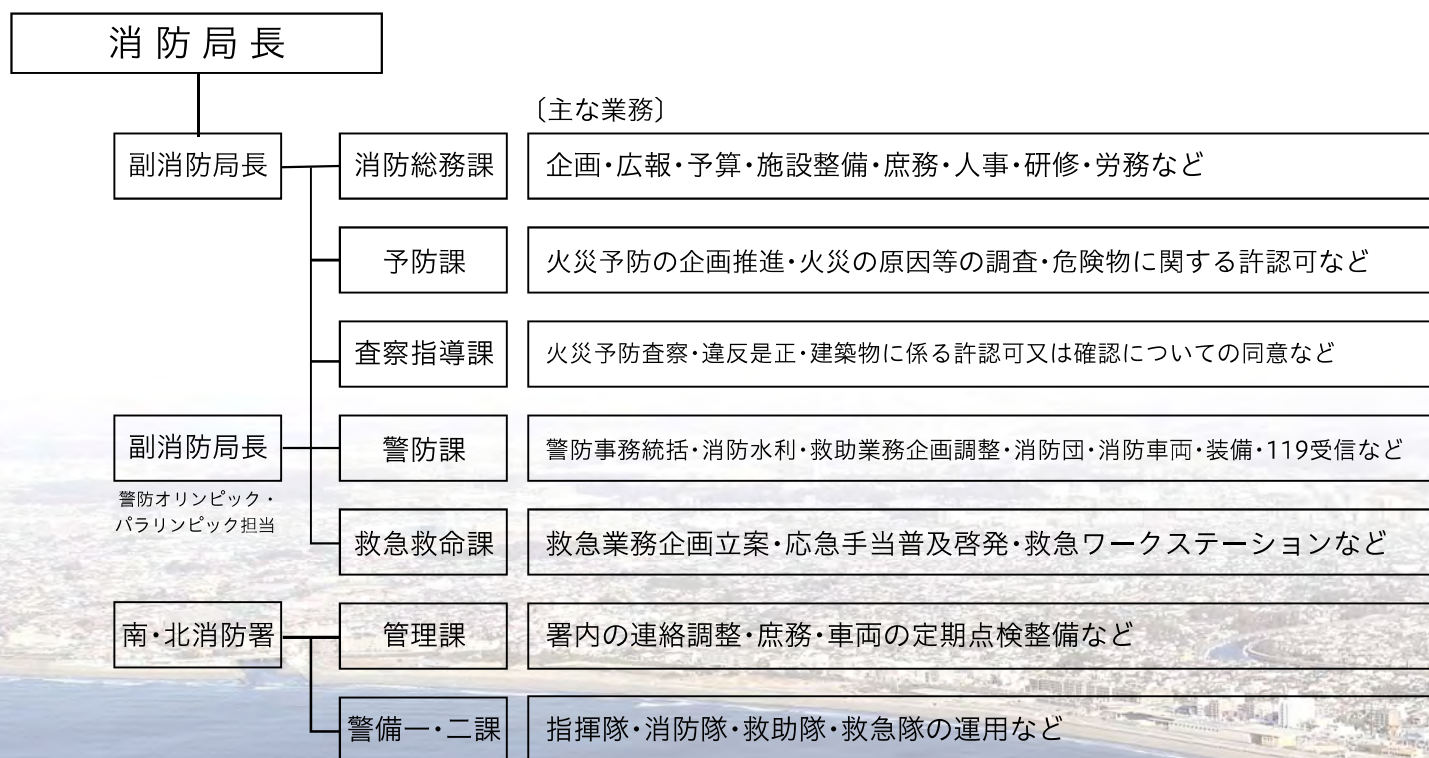 消防局長
〔主な業務〕
副消防局長
消防総務課
企画・広報・予算・施設整備・庶務・人事・研修・労務など
予防課
火災予防の企画推進・火災の原因等の調査・危険物に関する許認可など
査察指導課
火災予防査察・違反是正・建築物に係る許認可又は確認についての同意など
副消防局長
警防オリンピック・
パラリンピック担当
警防課
警防事務統括・消防水利・救助業務企画調整・消防団・消防車両・装備・119受信など
救急救命課
救急業務企画立案・応急手当普及啓発・救急ワークステーションなど
南・北消防署
管理課
署内の連絡調整・庶務・車両の定期点検整備など
警備一・二課
指揮隊・消防隊・救助隊・救急隊の運用など